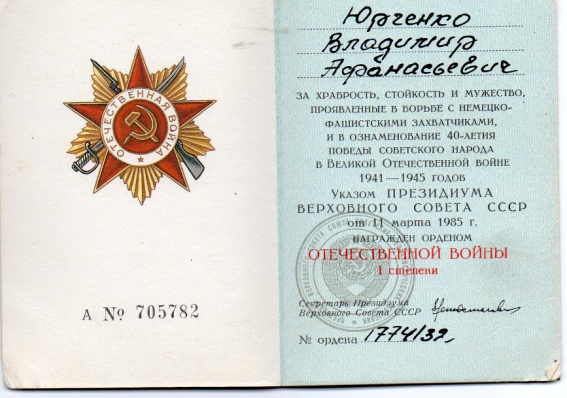 ОТЕЧЕСТВЕННАЯ ВОЙНА
А № 705782
Юрченко
Владимир
Афанасьевич
ЗА ХРАБРОСТЬ, СТОЙКОСТЬ И МУЖЕСТВО,
ПРОЯВЛЕННЫЕ В БОРЬБЕ С НЕМЕЦКО-
ФАШИСТСКИМИ ЗАХВАТЧИКАМИ,
И В ОЗНАМЕНОВАНИЕ 40-ЛЕТИЯ
ПОБЕДЫ СОВЕТСКОГО НАРОДА
В ВЕЛИКОЙ ОТЕЧЕСТВЕННОЙ ВОЙНЕ
1941—1945 ГОДОВ
УКАЗОМ ПРЕЗИДИУМА
ВЕРХОВНОГО СОВЕТА СССР
от 11 марта 1985 г.
НАГРАЖДЕН ОРДЕНОМ
ОТЕЧЕСТВЕННОЙ ВОЙНЫ
I степени
Секретарь Президиума
Верховного Совета СССР
№ ордена 1774132